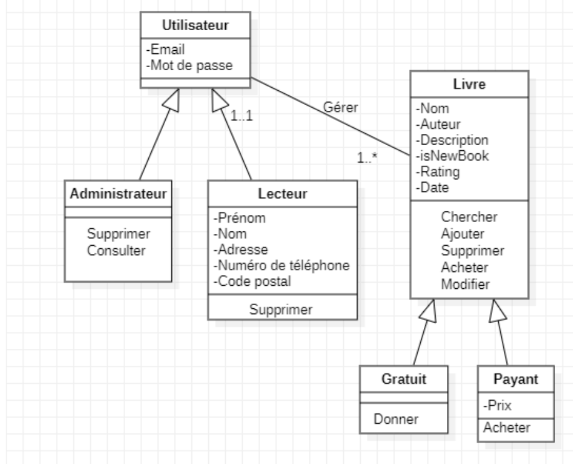 Utilisateur
-Email
-Mot de passe
Gérer
1..1
1..*
Livre
-Nom
-Auteur
-Description
-isNewBook
-Rating
-Date
Chercher
Ajouter
Supprimer
Acheter
Modifier
Administrateur
Supprimer
Consulter
Lecteur
-Prénom
-Nom
-Adresse
-Numéro de téléphone
-Code postal
Supprimer
Gratuit
Donner
Payant
-Prix
Acheter